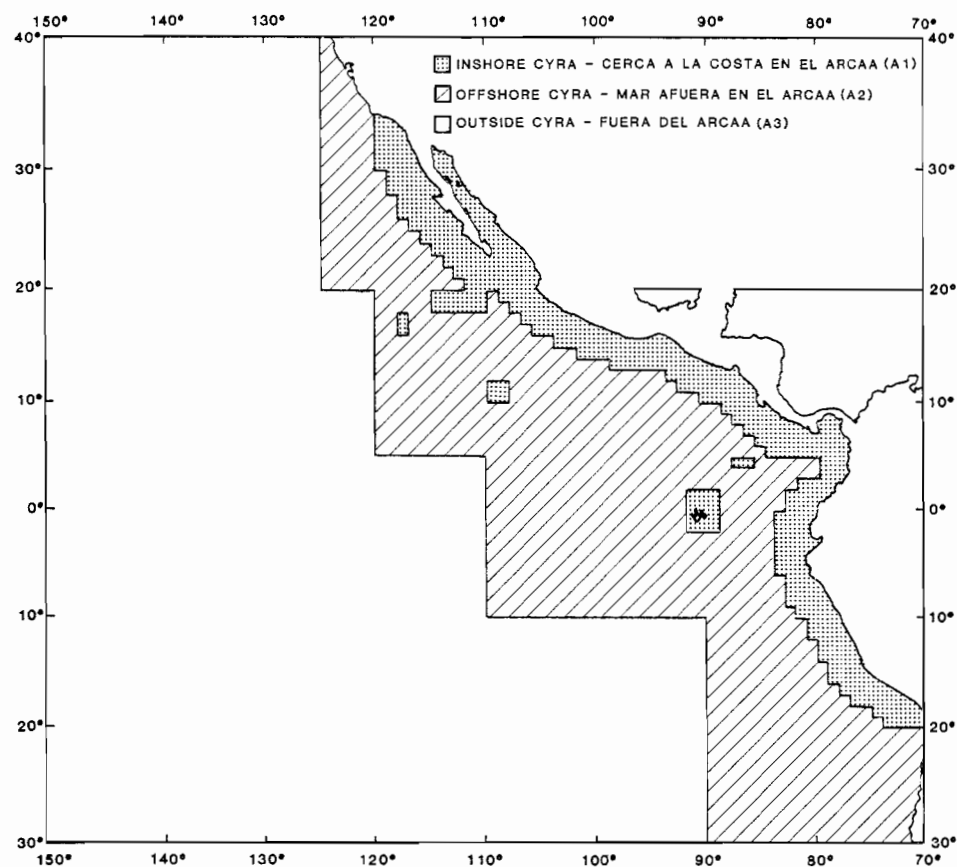 150° 140° 130° 120° 110° 100° 90° 80° 70°
40° 40°
INSHORE CYRA - CERCA A LA COSTA EN EL ARCAA (A1)
OFFSHORE CYRA - MAR AFUERA EN EL ARCAA (A2)
OUTSIDE CYRA - FUERA DEL ARCAA (A3)
30° 30°
20° 20°
10° 10°
0° 0°
10° 10°
20° 20°
30° 30°
150° 140° 130° 120° 110° 100° 90° 80° 70°